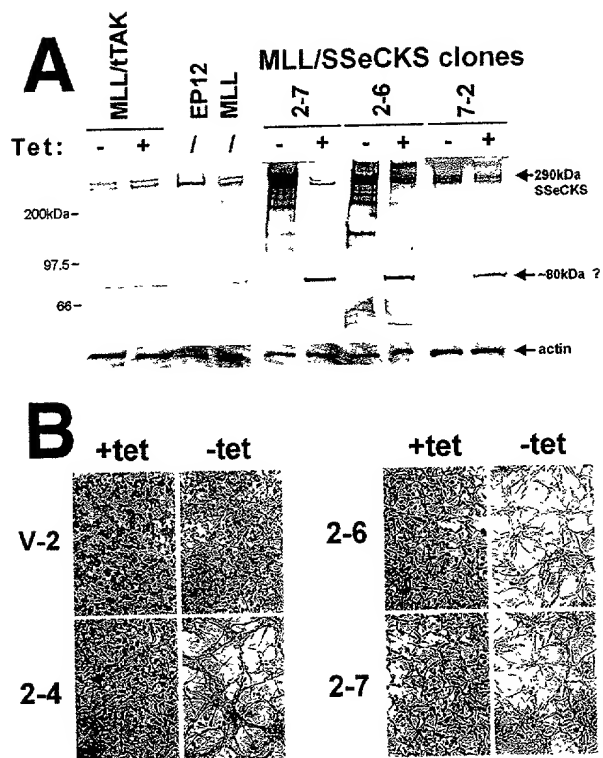 A
MLL/tTAK
EP12
MLL
MLL/SSeCKS clones
2-7
2-6
7-2
Tet: - + / / - + - + - +
290kDa
SSeCKS
200kDa-
97.5-
~80kDa ?
66-
actin
B
+tet -tet
+tet -tet
V-2
2-6
2-4
2-7